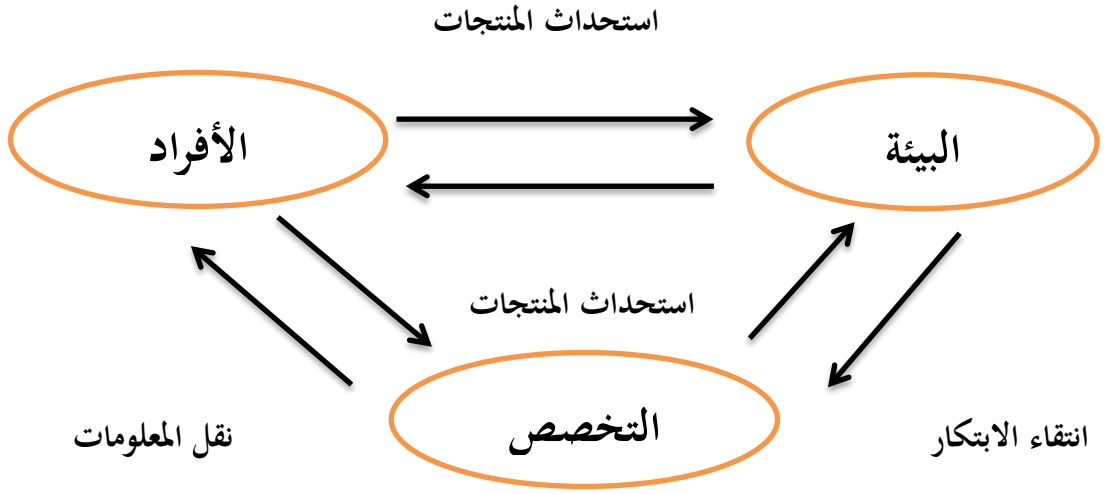 استحداث المنتجات
البيئة
الأفراد
استحداث المنتجات
التخصص
انتقاء الابتكار
نقل المعلومات